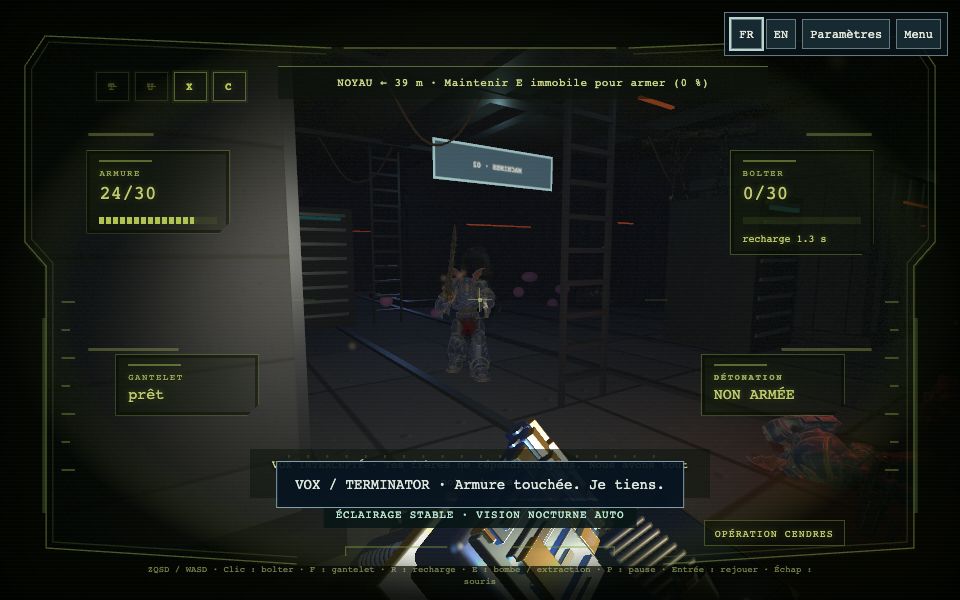 FR EN Paramètres Menu
X C
NOYAU ← 39 m · Maintenir E immobile pour armer (0 %)
ARMURE
24/30
BOLTER
0/30
recharge 1.3 s
GANTELET
prêt
DÉTONATION
NON ARMÉE
VOX / TERMINATOR · Armure touchée. Je tiens.
ÉCLAIRAGE STABLE · VISION NOCTURNE AUTO
OPÉRATION CENDRES
ZQSD / WASD · Clic : bolter · F : gantelet · R : recharge · E : bombe / extraction · P : pause · Entrée : rejouer · Échap :
souris